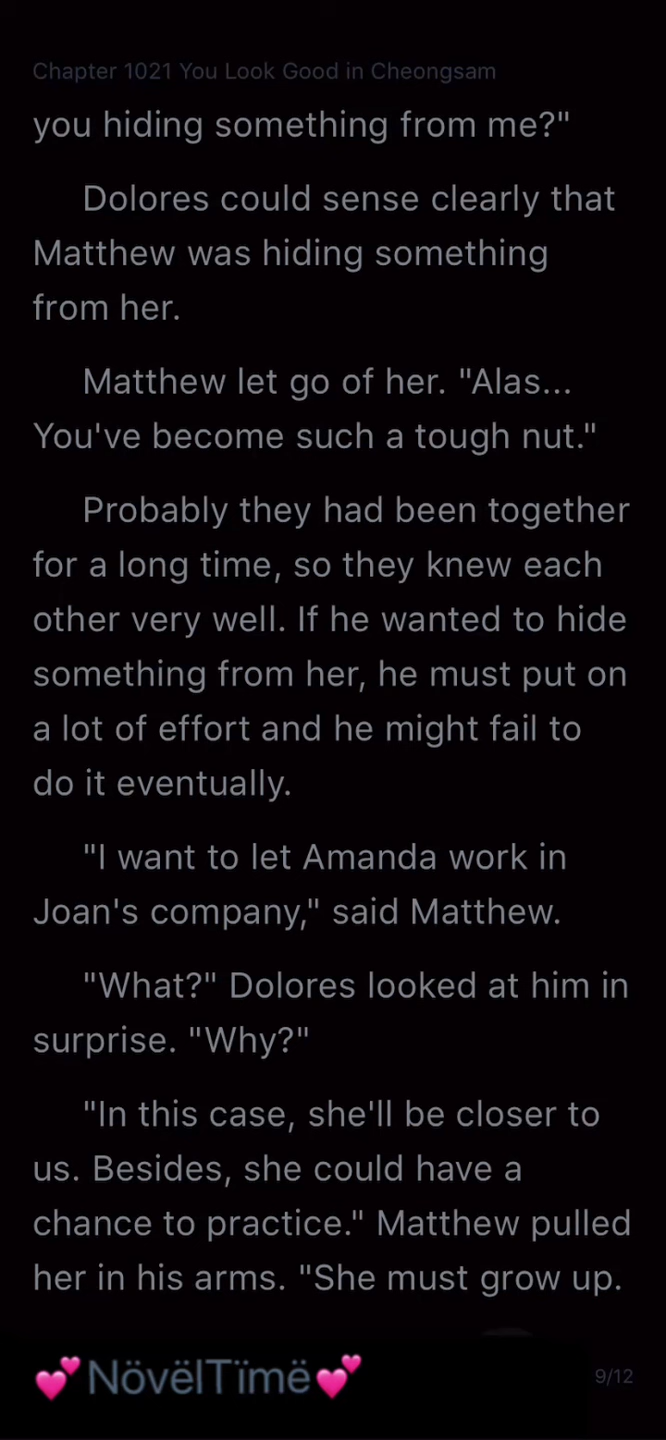 Chapter 1021 You Look Good in Cheongsam
you hiding something from me?"
Dolores could sense clearly that
Matthew was hiding something
from her.
Matthew let go of her. "Alas...
You've become such a tough nut."
Probably they had been together
for a long time, so they knew each
other very well. If he wanted to hide
something from her, he must put on
a lot of effort and he might fail to
do it eventually.
"I want to let Amanda work in
Joan's company," said Matthew.
"What?" Dolores looked at him in
surprise. "Why?"
"In this case, she'll be closer to
us. Besides, she could have a
chance to practice." Matthew pulled
her in his arms. "She must grow up.
💕NövëlTïmë💕
9/12